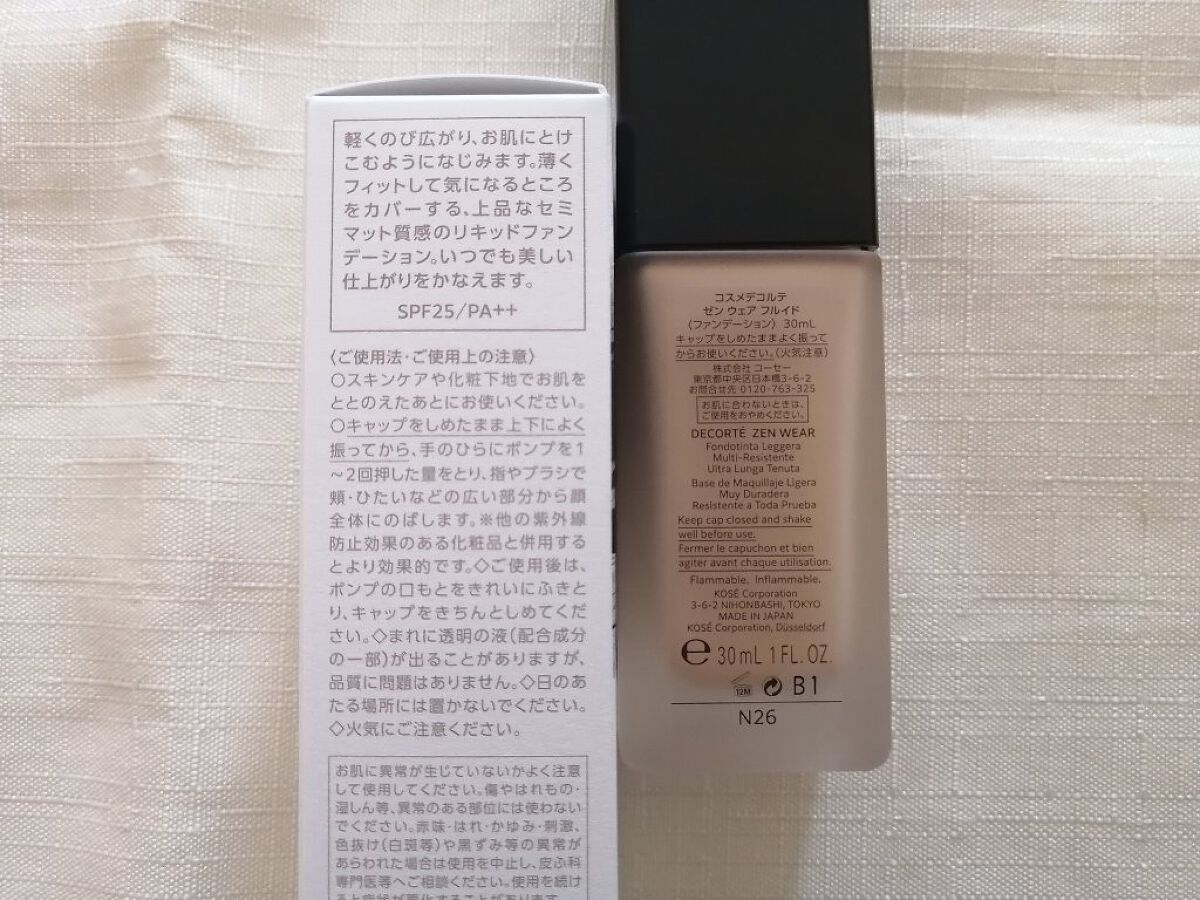 軽くのび広がり、お肌にとけ
こむようになじみます。薄く
フィットして気になるところ
をカバーする、上品なセミ
マット質感のリキッドファン
デーション。いつでも美しい
仕上がりをかなえます。
SPF25/PA++
〈ご使用法・ご使用上の注意〉
○スキンケアや化粧下地でお肌を
ととのえたあとにお使いください。
○キャップをしめたまま上下によく
振ってから、手のひらにポンプを1
～2回押した量をとり、指やブラシで
頬・ひたいなどの広い部分から顔
全体にのばします。※他の紫外線
防止効果のある化粧品と併用する
とより効果的です。◇ご使用後は、
ポンプの口もとをきれいにふきと
り、キャップをきちんとしめてくだ
さい。◇まれに透明の液(配合成分
の一部)が出ることがありますが、
品質に問題はありません。◇日のあ
たる場所には置かないでください。
◇火気にご注意ください。
お肌に異常が生じていないかよく注意
して使用してください。傷やはれもの・
湿しん等、異常のある部位には使わない
でください。赤味・はれ・かゆみ・刺激、
色抜け(白斑等)や黒ずみ等の異常が
あらわれた場合は使用を中止し、皮ふ科
専門医等へご相談ください。使用を続け
ると症状が悪化することがあります。
コスメデコルテ
ゼン ウェア フルイド
〈ファンデーション〉 30mL
キャップをしめたままよく振って
からお使いください。(火気注意)
株式会社 コーセー
東京都中央区日本橋3-6-2
お問合せ先 0120-763-325
お肌に合わないときは、
ご使用をおやめください。
DECORTÉ ZEN WEAR
Fondotinta Leggera
Multi-Resistente
Ultra Lunga Tenuta
Base de Maquillaje Ligera
Muy Duradera
Resistente a Toda Prueba
Keep cap closed and shake
well before use.
Fermer le capuchon et bien
agiter avant chaque utilisation.
Flammable. Inflammable.
KOSÉ Corporation
3-6-2 NIHONBASHI, TOKYO
MADE IN JAPAN
KOSÉ Corporation, Düsseldorf
e 30mL 1 FL. OZ.
12M B1
N26